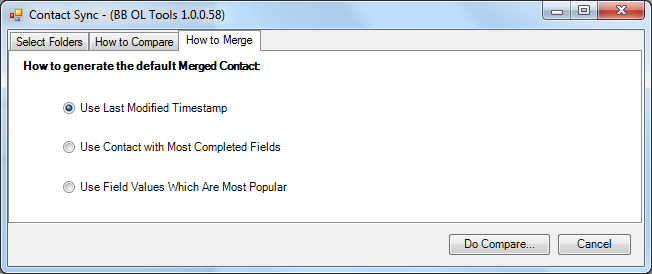 Contact Sync - (BB OL Tools 1.0.0.58)
Select Folders How to Compare How to Merge
How to generate the default Merged Contact:
Use Last Modified Timestamp
Use Contact with Most Completed Fields
Use Field Values Which Are Most Popular
Do Compare... Cancel